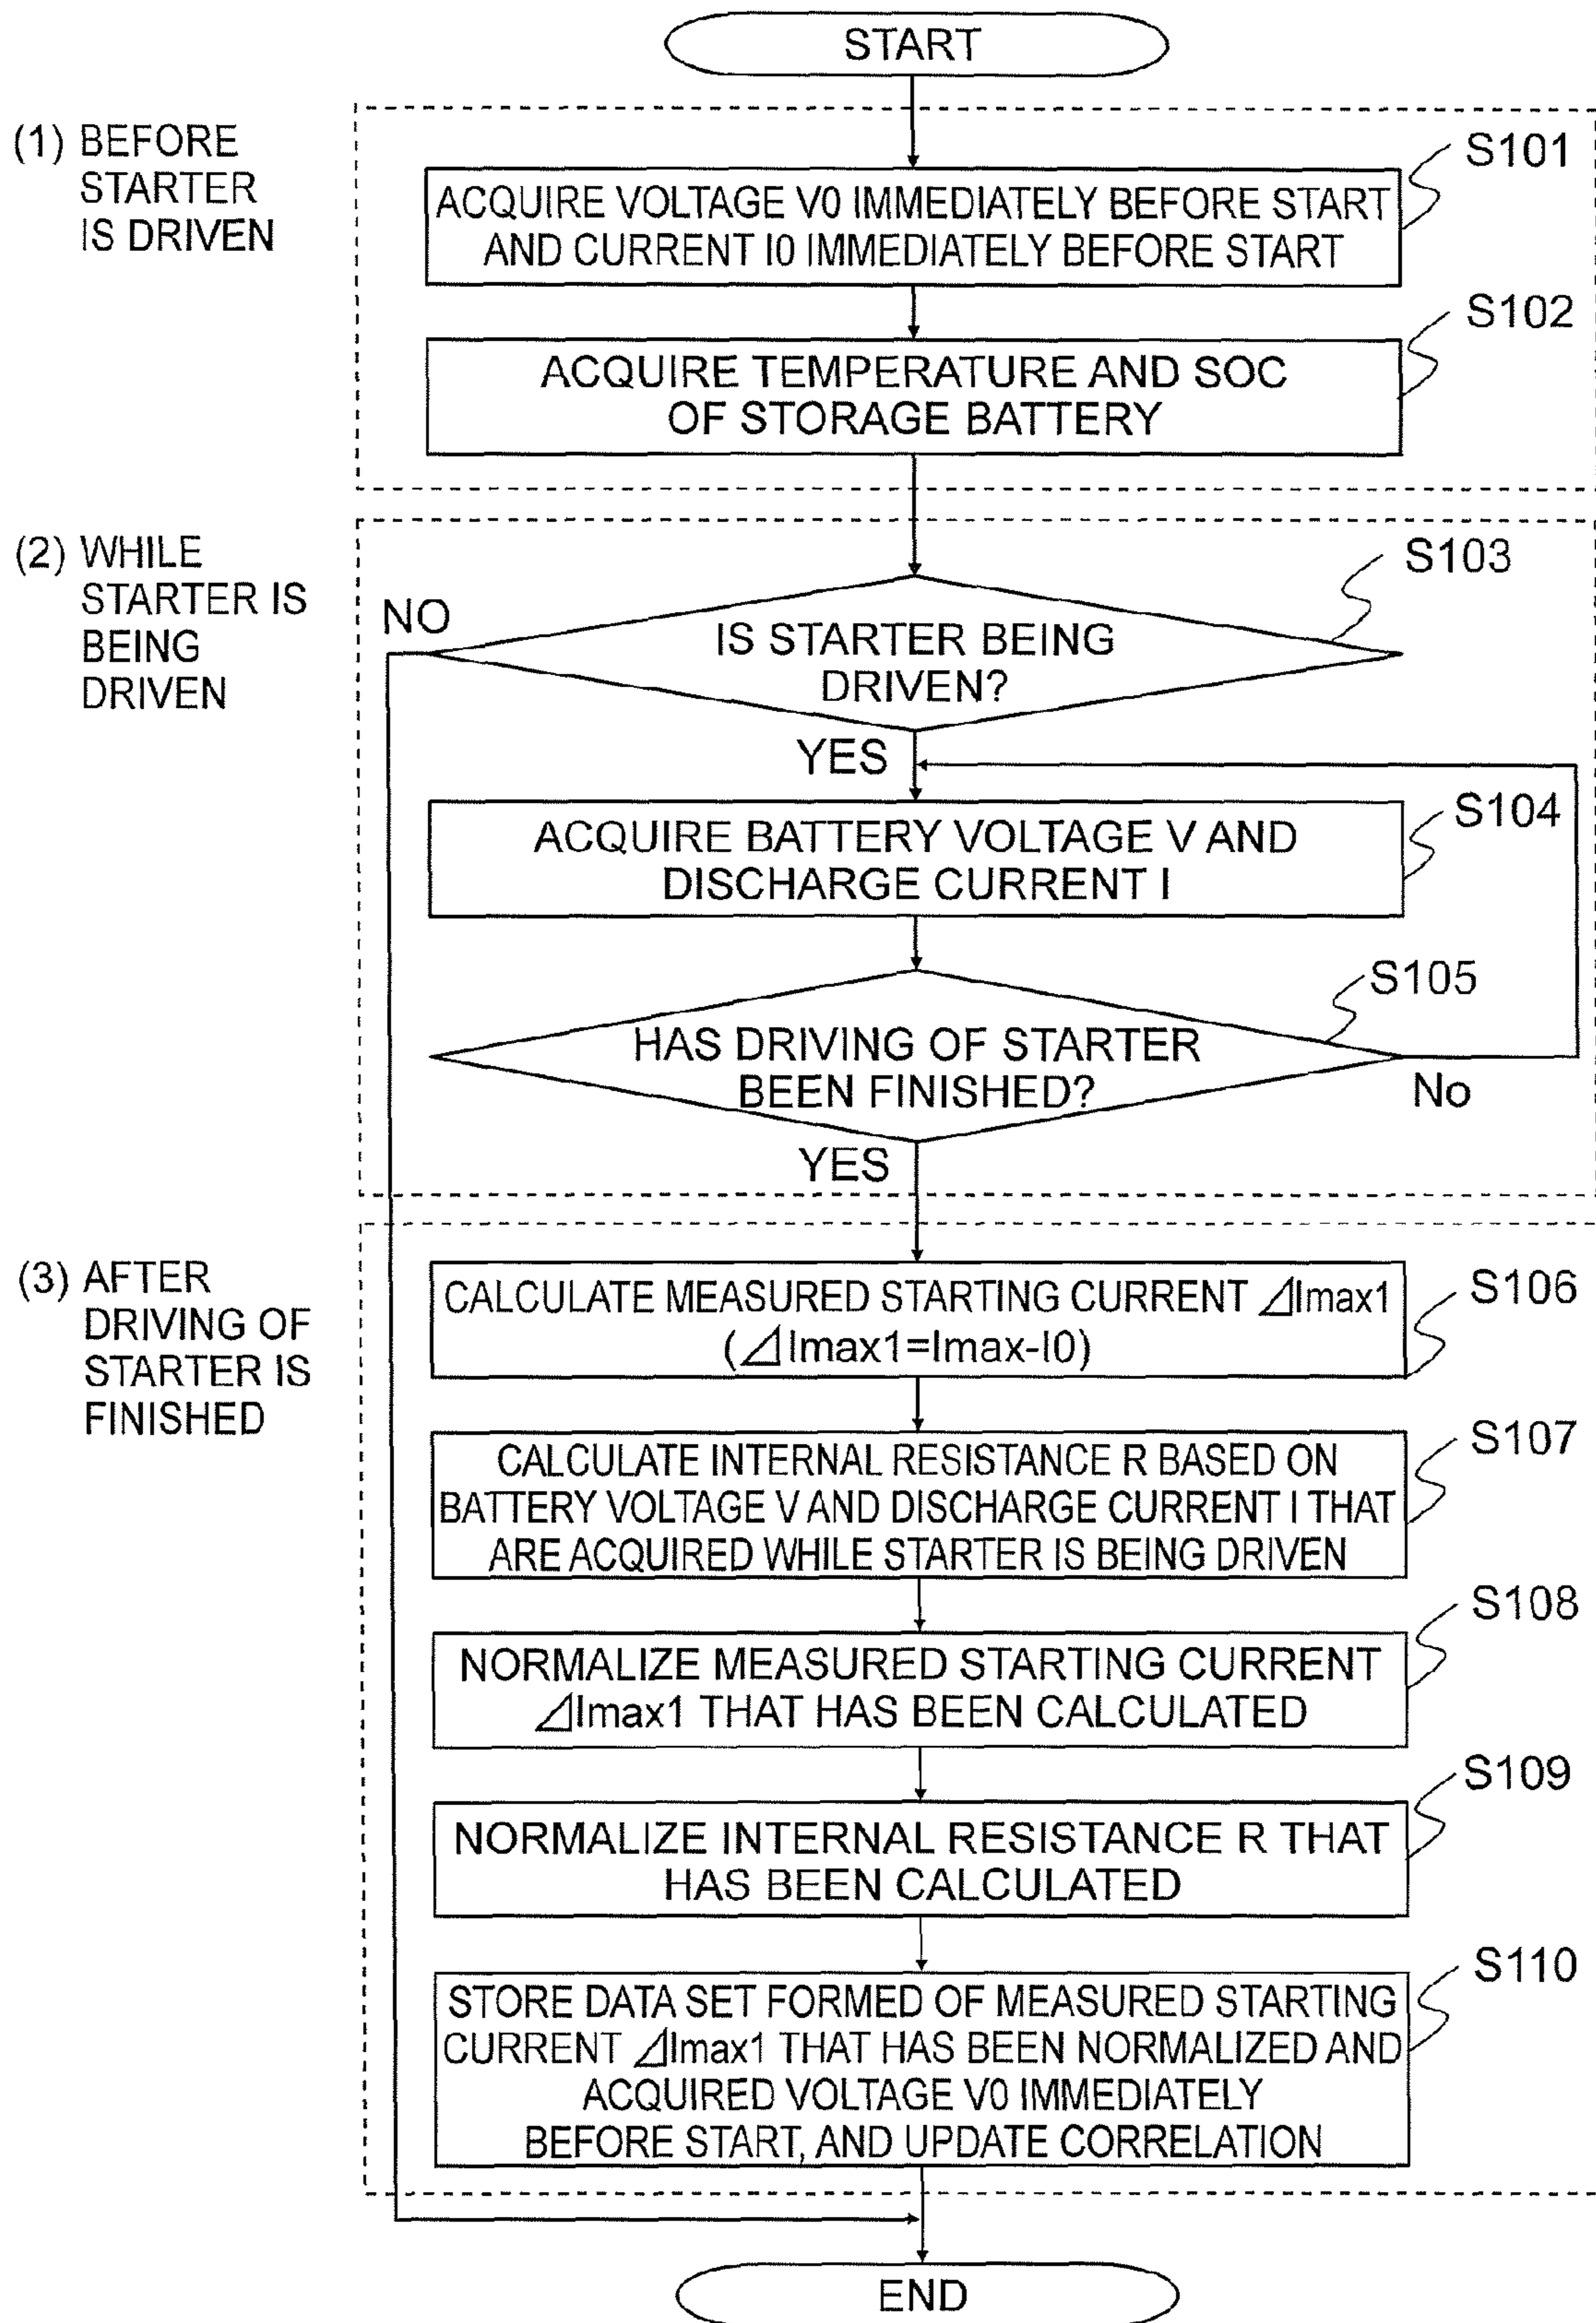 START
(1) BEFORE
STARTER
IS DRIVEN
S101
ACQUIRE VOLTAGE V0 IMMEDIATELY BEFORE START
AND CURRENT I0 IMMEDIATELY BEFORE START
S102
ACQUIRE TEMPERATURE AND SOC
OF STORAGE BATTERY
(2) WHILE
STARTER IS
BEING
DRIVEN
S103
NO
IS STARTER BEING
DRIVEN?
YES
S104
ACQUIRE BATTERY VOLTAGE V AND
DISCHARGE CURRENT I
S105
HAS DRIVING OF STARTER
BEEN FINISHED?
No
YES
(3) AFTER
DRIVING OF
STARTER IS
FINISHED
S106
CALCULATE MEASURED STARTING CURRENT ⊿Imax1
(⊿Imax1=Imax-I0)
S107
CALCULATE INTERNAL RESISTANCE R BASED ON
BATTERY VOLTAGE V AND DISCHARGE CURRENT I THAT
ARE ACQUIRED WHILE STARTER IS BEING DRIVEN
S108
NORMALIZE MEASURED STARTING CURRENT
⊿Imax1 THAT HAS BEEN CALCULATED
S109
NORMALIZE INTERNAL RESISTANCE R THAT
HAS BEEN CALCULATED
S110
STORE DATA SET FORMED OF MEASURED STARTING
CURRENT ⊿Imax1 THAT HAS BEEN NORMALIZED AND
ACQUIRED VOLTAGE V0 IMMEDIATELY
BEFORE START, AND UPDATE CORRELATION
END